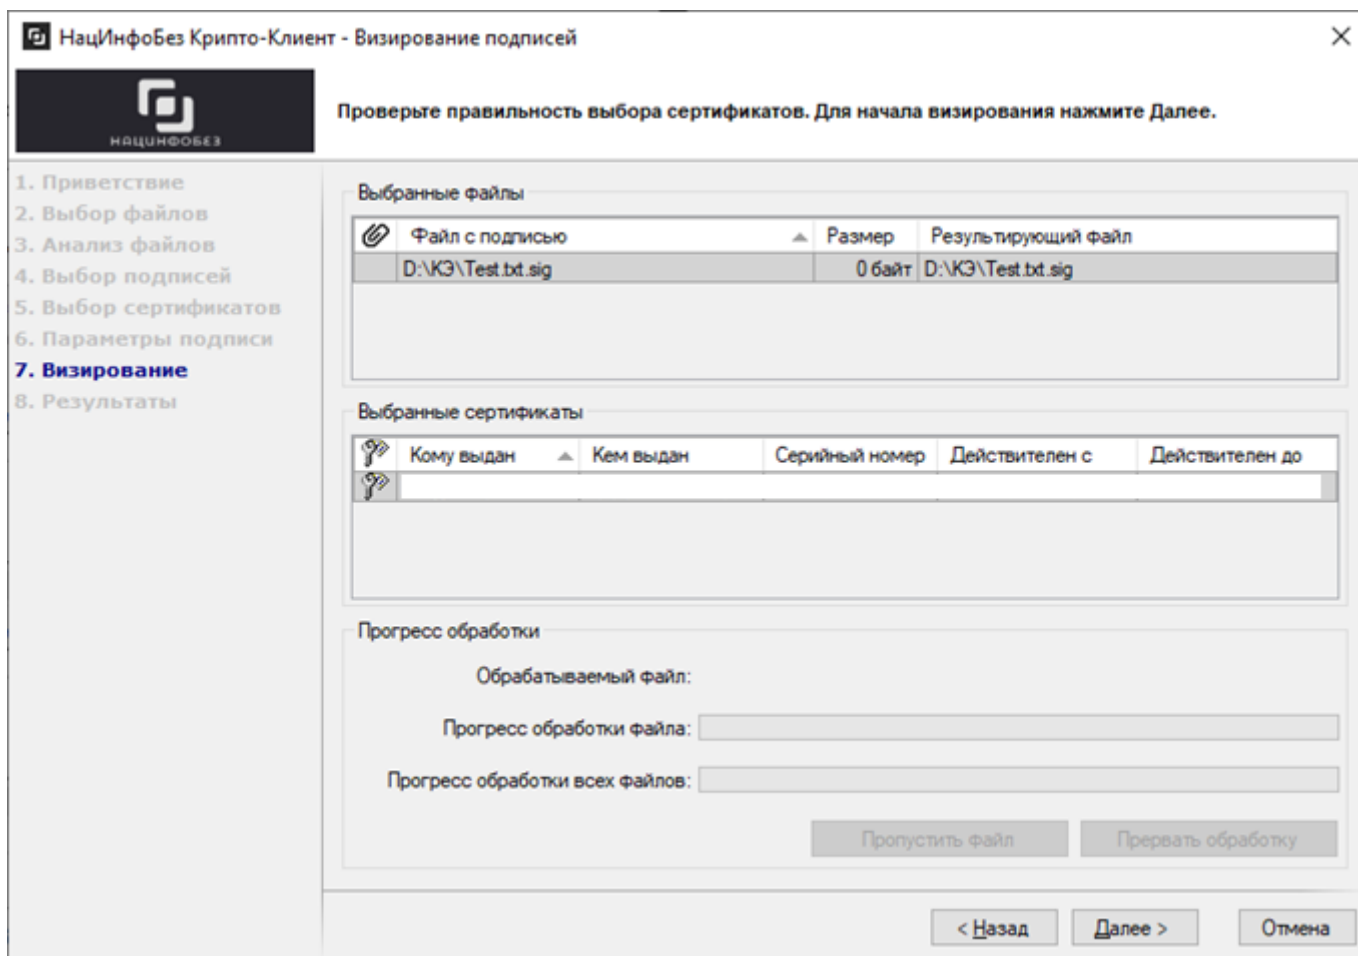 НацИнфоБез Крипто-Клиент - Визирование подписей
НАЦИНФОБЕЗ
Проверьте правильность выбора сертификатов. Для начала визирования нажмите Далее.
1. Приветствие
2. Выбор файлов
3. Анализ файлов
4. Выбор подписей
5. Выбор сертификатов
6. Параметры подписи
7. Визирование
8. Результаты
Выбранные файлы
Файл с подписью Размер Результирующий файл
D:\КЭ\Test.txt.sig 0 байт D:\КЭ\Test.txt.sig
Выбранные сертификаты
Кому выдан Кем выдан Серийный номер Действителен с Действителен до
Прогресс обработки
Обрабатываемый файл:
Прогресс обработки файла:
Прогресс обработки всех файлов:
Пропустить файл Прервать обработку
< Назад Далее > Отмена